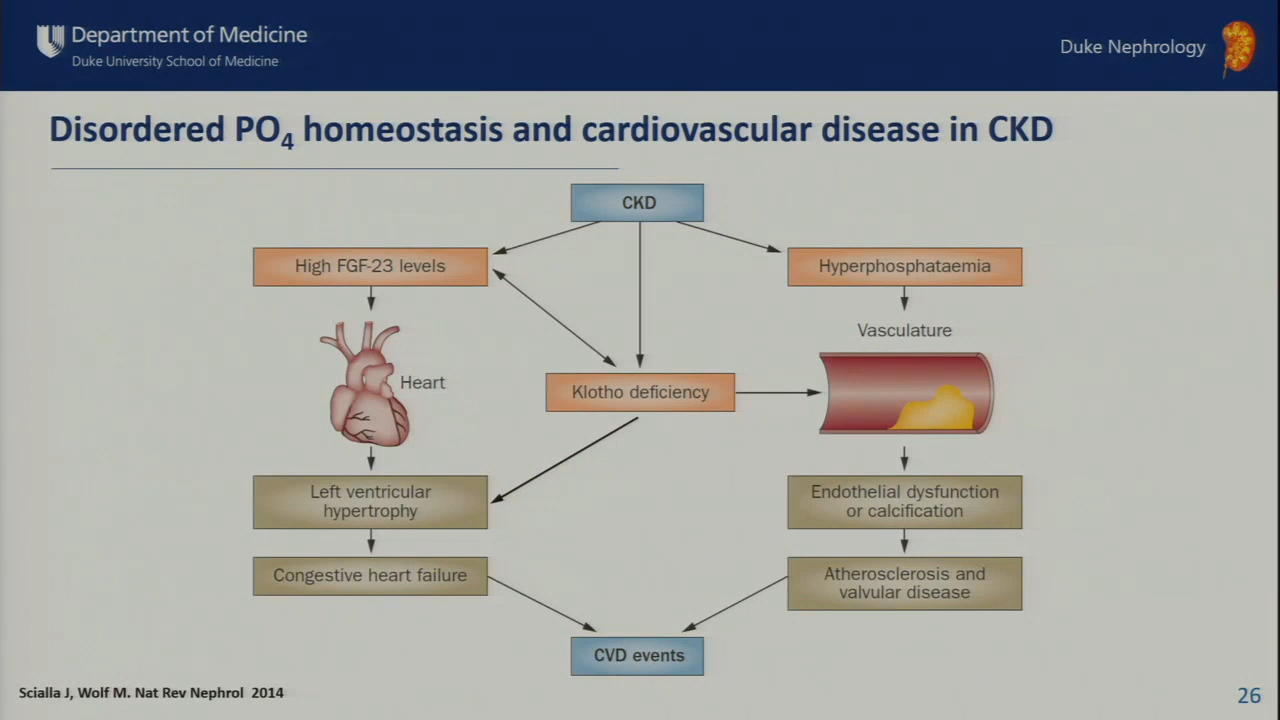 Department of Medicine
Duke University School of Medicine
Duke Nephrology
Disordered PO4 homeostasis and cardiovascular disease in CKD
CKD
High FGF-23 levels
Hyperphosphataemia
Vasculature
Heart
Klotho deficiency
Left ventricular
hypertrophy
Endothelial dysfunction
or calcification
Congestive heart failure
Atherosclerosis and
valvular disease
CVD events
Scialla J, Wolf M. Nat Rev Nephrol 2014
26